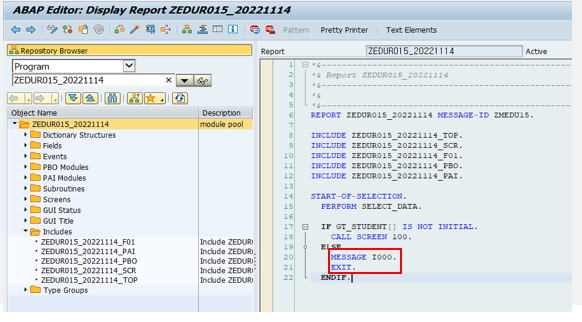 ABAP Editor: Display Report ZEDUR015_20221114
Pattern Pretty Printer Text Elements
Repository Browser
Program
ZEDUR015_20221114
Object Name Description
ZEDUR015_20221114 module pool
Dictionary Structures
Fields
Events
PBO Modules
PAI Modules
Subroutines
Screens
GUI Status
GUI Title
Includes
ZEDUR015_20221114_F01 Include ZEDUR
ZEDUR015_20221114_PAI Include ZEDUR
ZEDUR015_20221114_PBO Include ZEDUR
ZEDUR015_20221114_SCR Include ZEDUR
ZEDUR015_20221114_TOP Include ZEDUR
Type Groups
Report ZEDUR015_20221114 Active
1 *&---------------------------------------------------------------------
2 *& Report ZEDUR015_20221114
3 *&---------------------------------------------------------------------
4 *&
5 *&---------------------------------------------------------------------
6 REPORT ZEDUR015_20221114 MESSAGE-ID ZMEDU15.
7
8 INCLUDE ZEDUR015_20221114_TOP.
9 INCLUDE ZEDUR015_20221114_SCR.
10 INCLUDE ZEDUR015_20221114_F01.
11 INCLUDE ZEDUR015_20221114_PBO.
12 INCLUDE ZEDUR015_20221114_PAI.
13
14 START-OF-SELECTION.
15 PERFORM SELECT_DATA.
16
17 IF GT_STUDENT[] IS NOT INITIAL.
18 CALL SCREEN 100.
19 ELSE.
20 MESSAGE I000.
21 EXIT.
22 ENDIF.